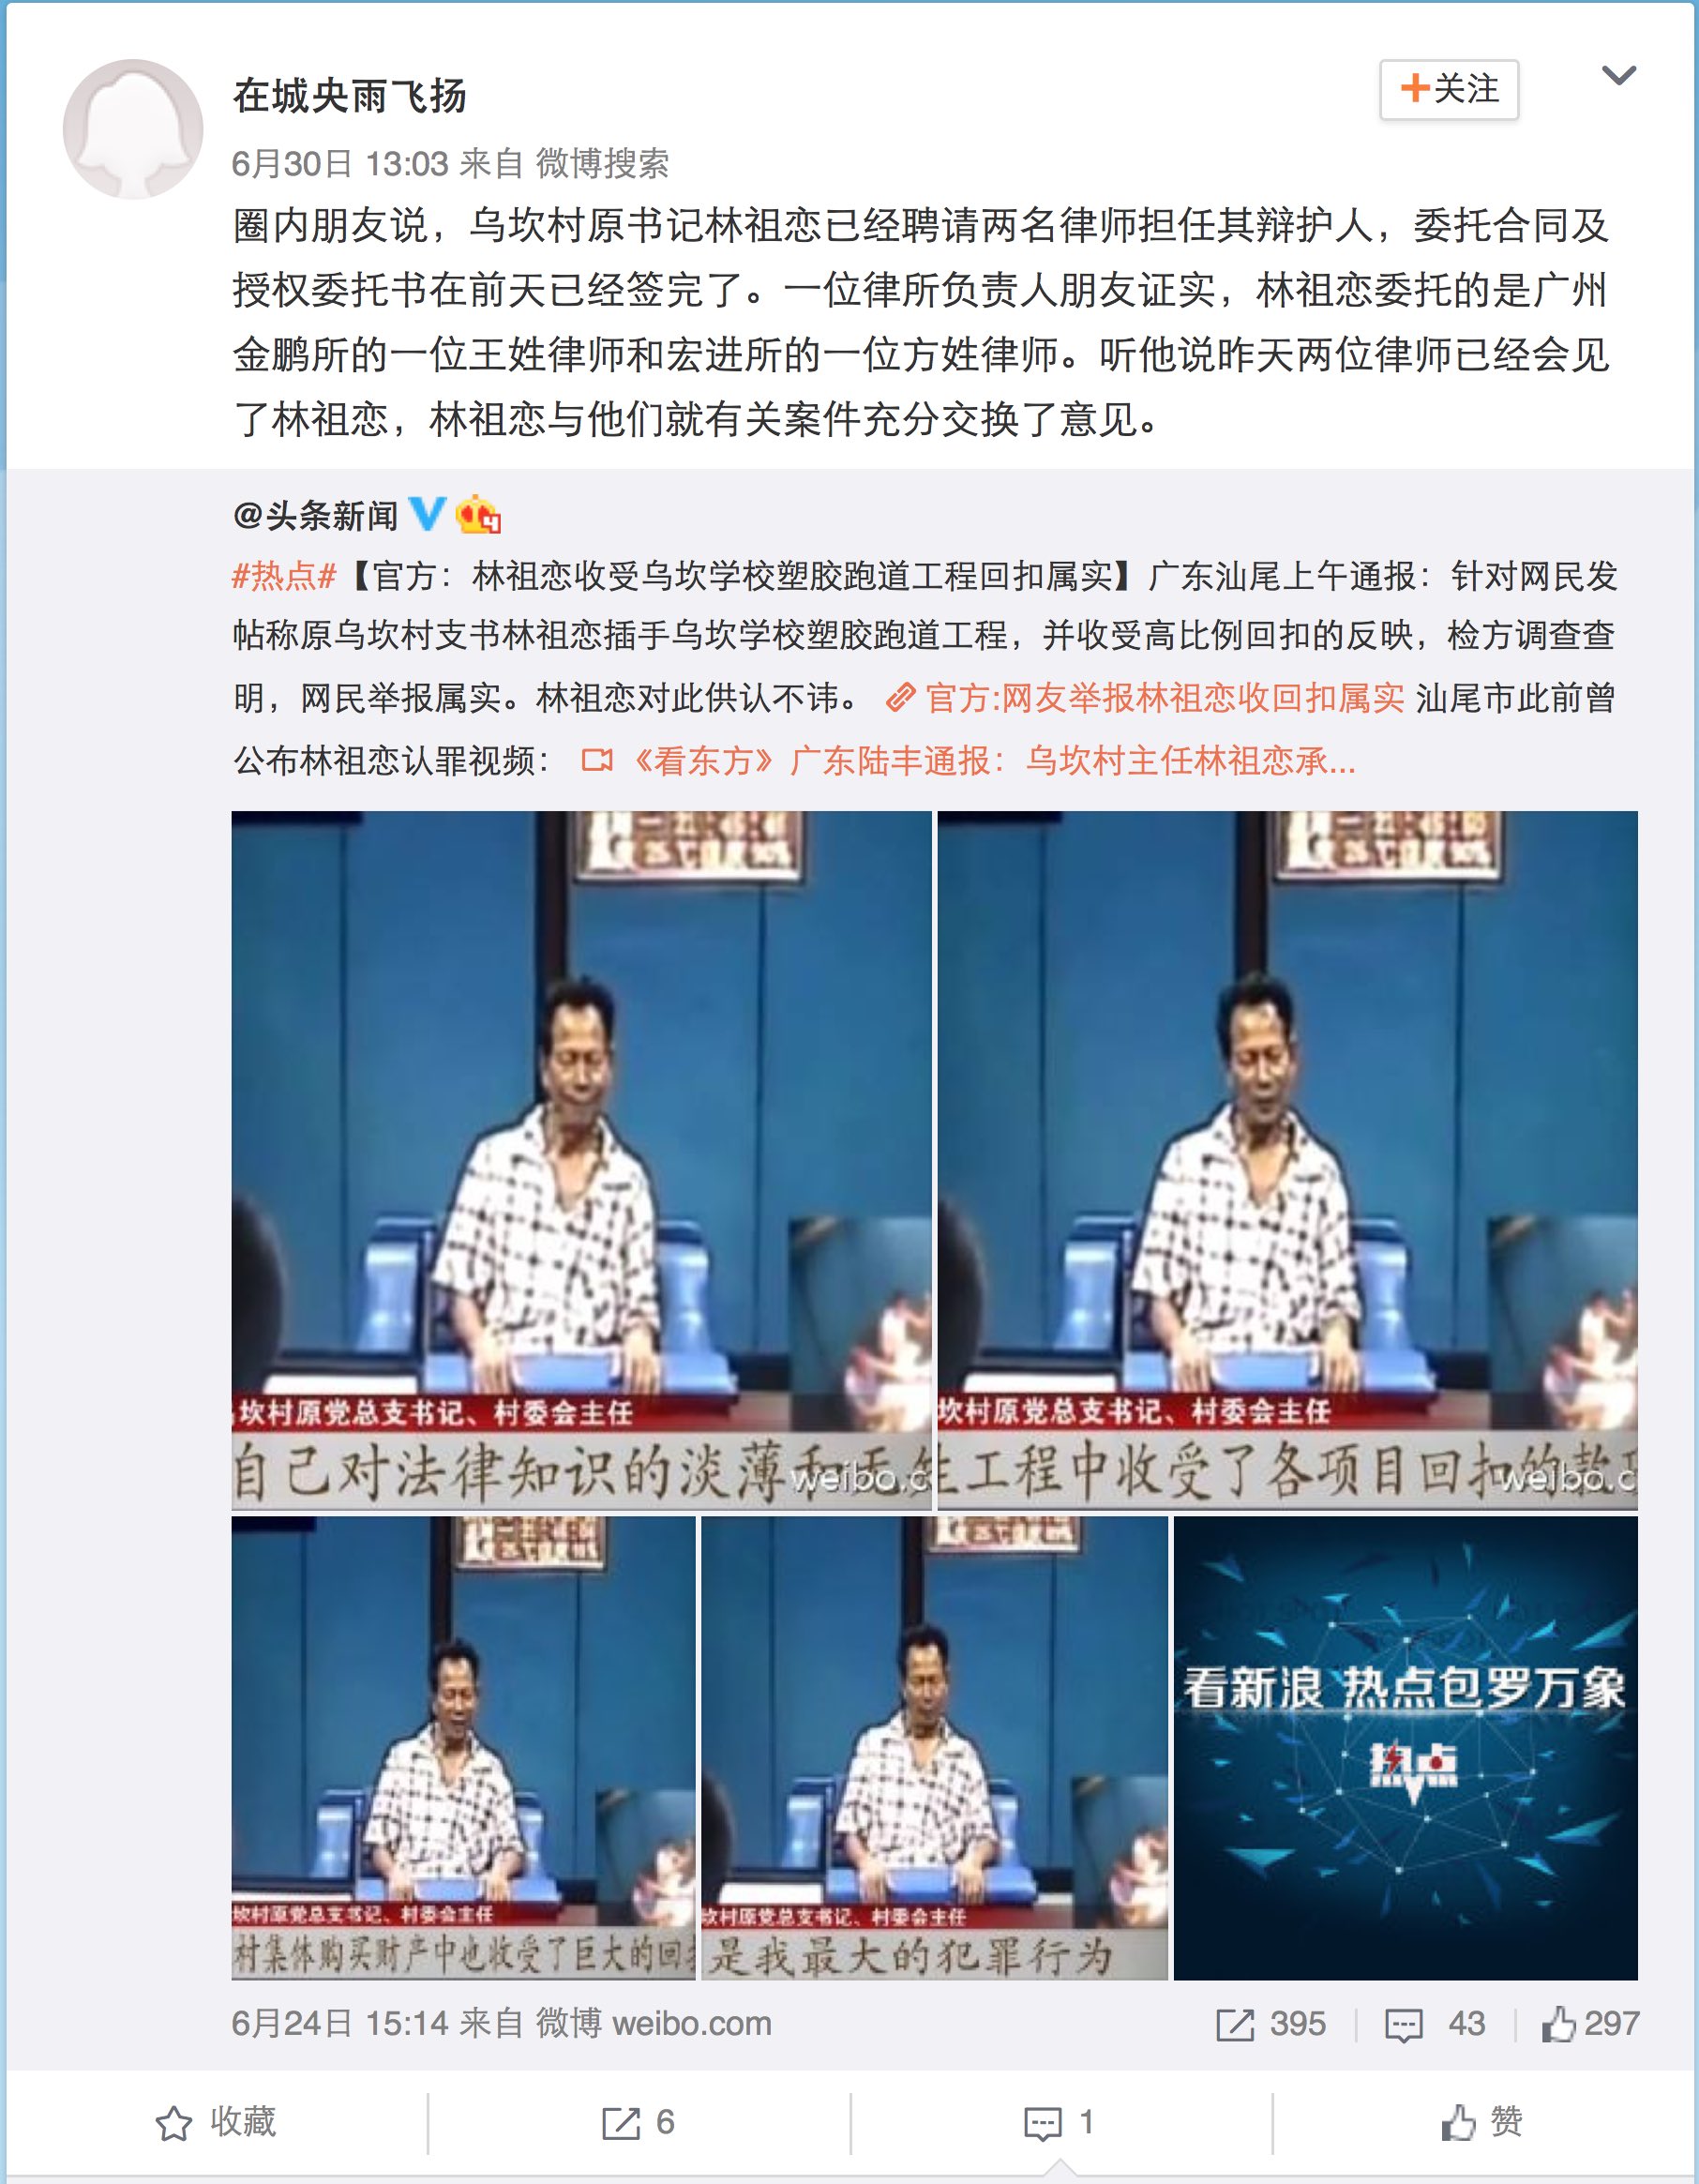 在城央雨飞扬
+关注
6月30日 13:03 来自 微博搜索
圈内朋友说，乌坎村原书记林祖恋已经聘请两名律师担任其辩护人，委托合同及
授权委托书在前天已经签完了。一位律所负责人朋友证实，林祖恋委托的是广州
金鹏所的一位王姓律师和宏进所的一位方姓律师。听他说昨天两位律师已经会见
了林祖恋，林祖恋与他们就有关案件充分交换了意见。
@头条新闻
#热点#【官方：林祖恋收受乌坎学校塑胶跑道工程回扣属实】广东汕尾上午通报：针对网民发
帖称原乌坎村支书林祖恋插手乌坎学校塑胶跑道工程，并收受高比例回扣的反映，检方调查查
明，网民举报属实。林祖恋对此供认不讳。 官方:网友举报林祖恋收回扣属实 汕尾市此前曾
公布林祖恋认罪视频： 《看东方》广东陆丰通报：乌坎村主任林祖恋承...
坎村原党总支书记、村委会主任
自己对法律知识的淡薄和无
weibo.c
坎村原党总支书记、村委会主任
生工程中收受了各项目回扣的款
weibo.c
坎村原党总支书记、村委会主任
村集体购买财产中也收受了巨大的回
坎村原党总支书记、村委会主任
是我最大的犯罪行为
看新浪 热点包罗万象
热点
6月24日 15:14 来自 微博 weibo.com
395
43
297
收藏
6
1
赞